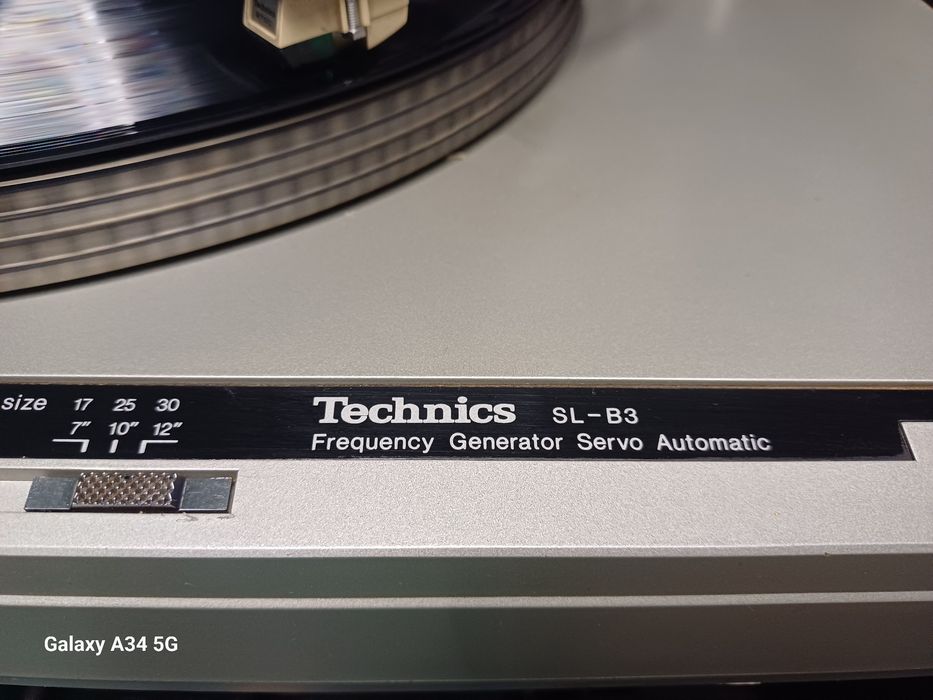 size 17 25 30
7" 10" 12"
Technics SL-B3
Frequency Generator Servo Automatic
Galaxy A34 5G